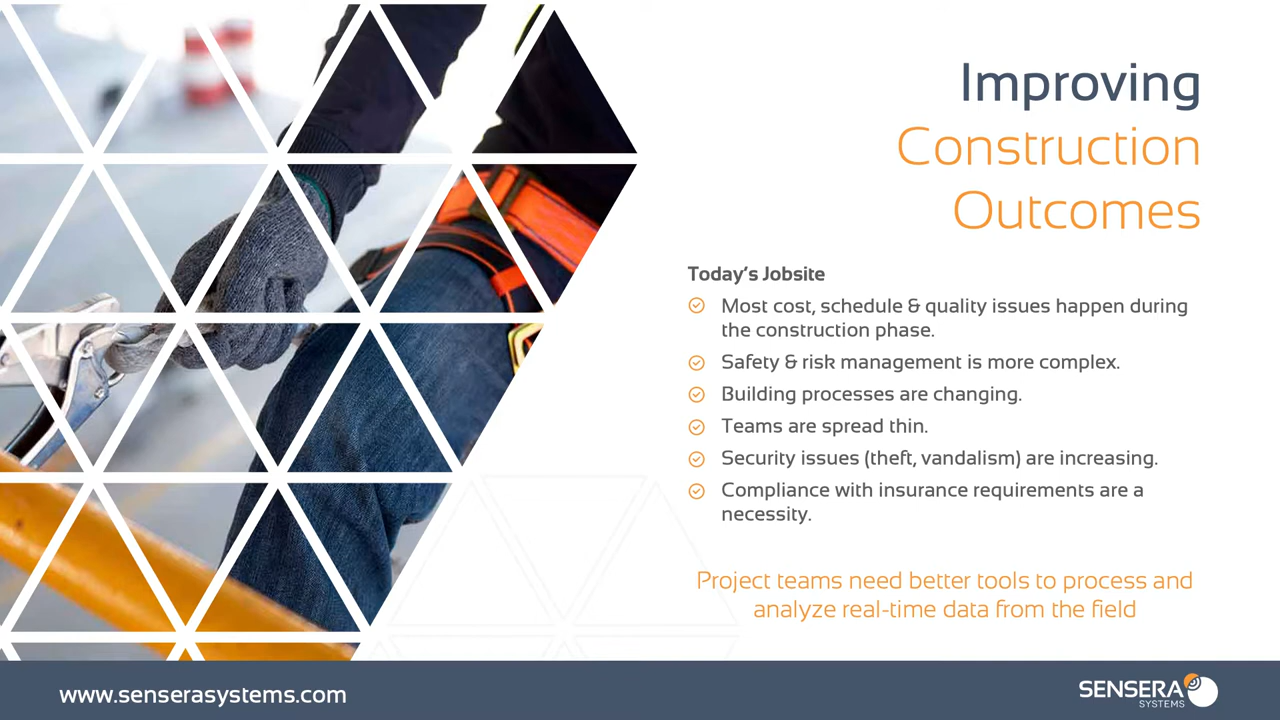 Improving
Construction
Outcomes
Today’s Jobsite
Most cost, schedule & quality issues happen during
the construction phase.
Safety & risk management is more complex.
Building processes are changing.
Teams are spread thin.
Security issues (theft, vandalism) are increasing.
Compliance with insurance requirements are a
necessity.
Project teams need better tools to process and
analyze real-time data from the field
www.senserasystems.com
SENSERA
SYSTEMS